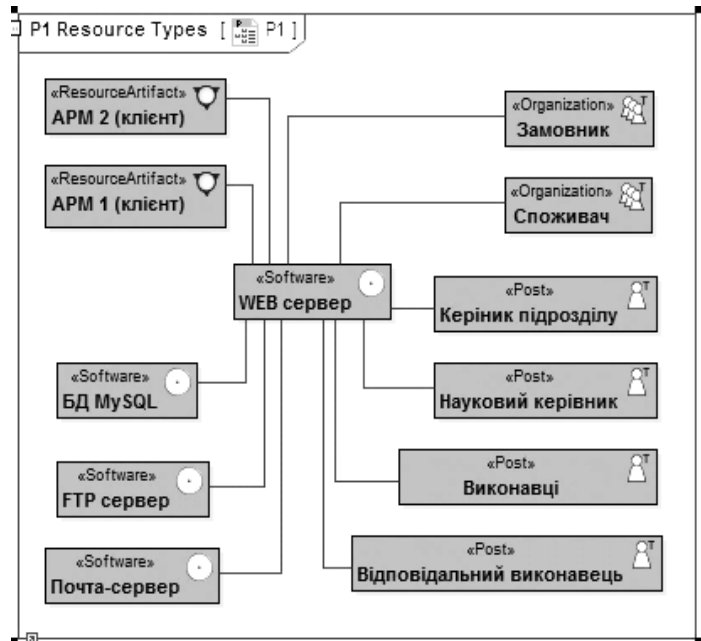 P1 Resource Types [ P1 ]
«ResourceArtifact»
АРМ 2 (клієнт)
«ResourceArtifact»
АРМ 1 (клієнт)
«Organization»
Замовник
«Organization»
Споживач
«Software»
WEB сервер
«Post»
Керіник підрозділу
«Post»
Науковий керівник
«Software»
БД MySQL
«Post»
Виконавці
«Software»
FTP сервер
«Post»
Відповідальний виконавець
«Software»
Почта-сервер